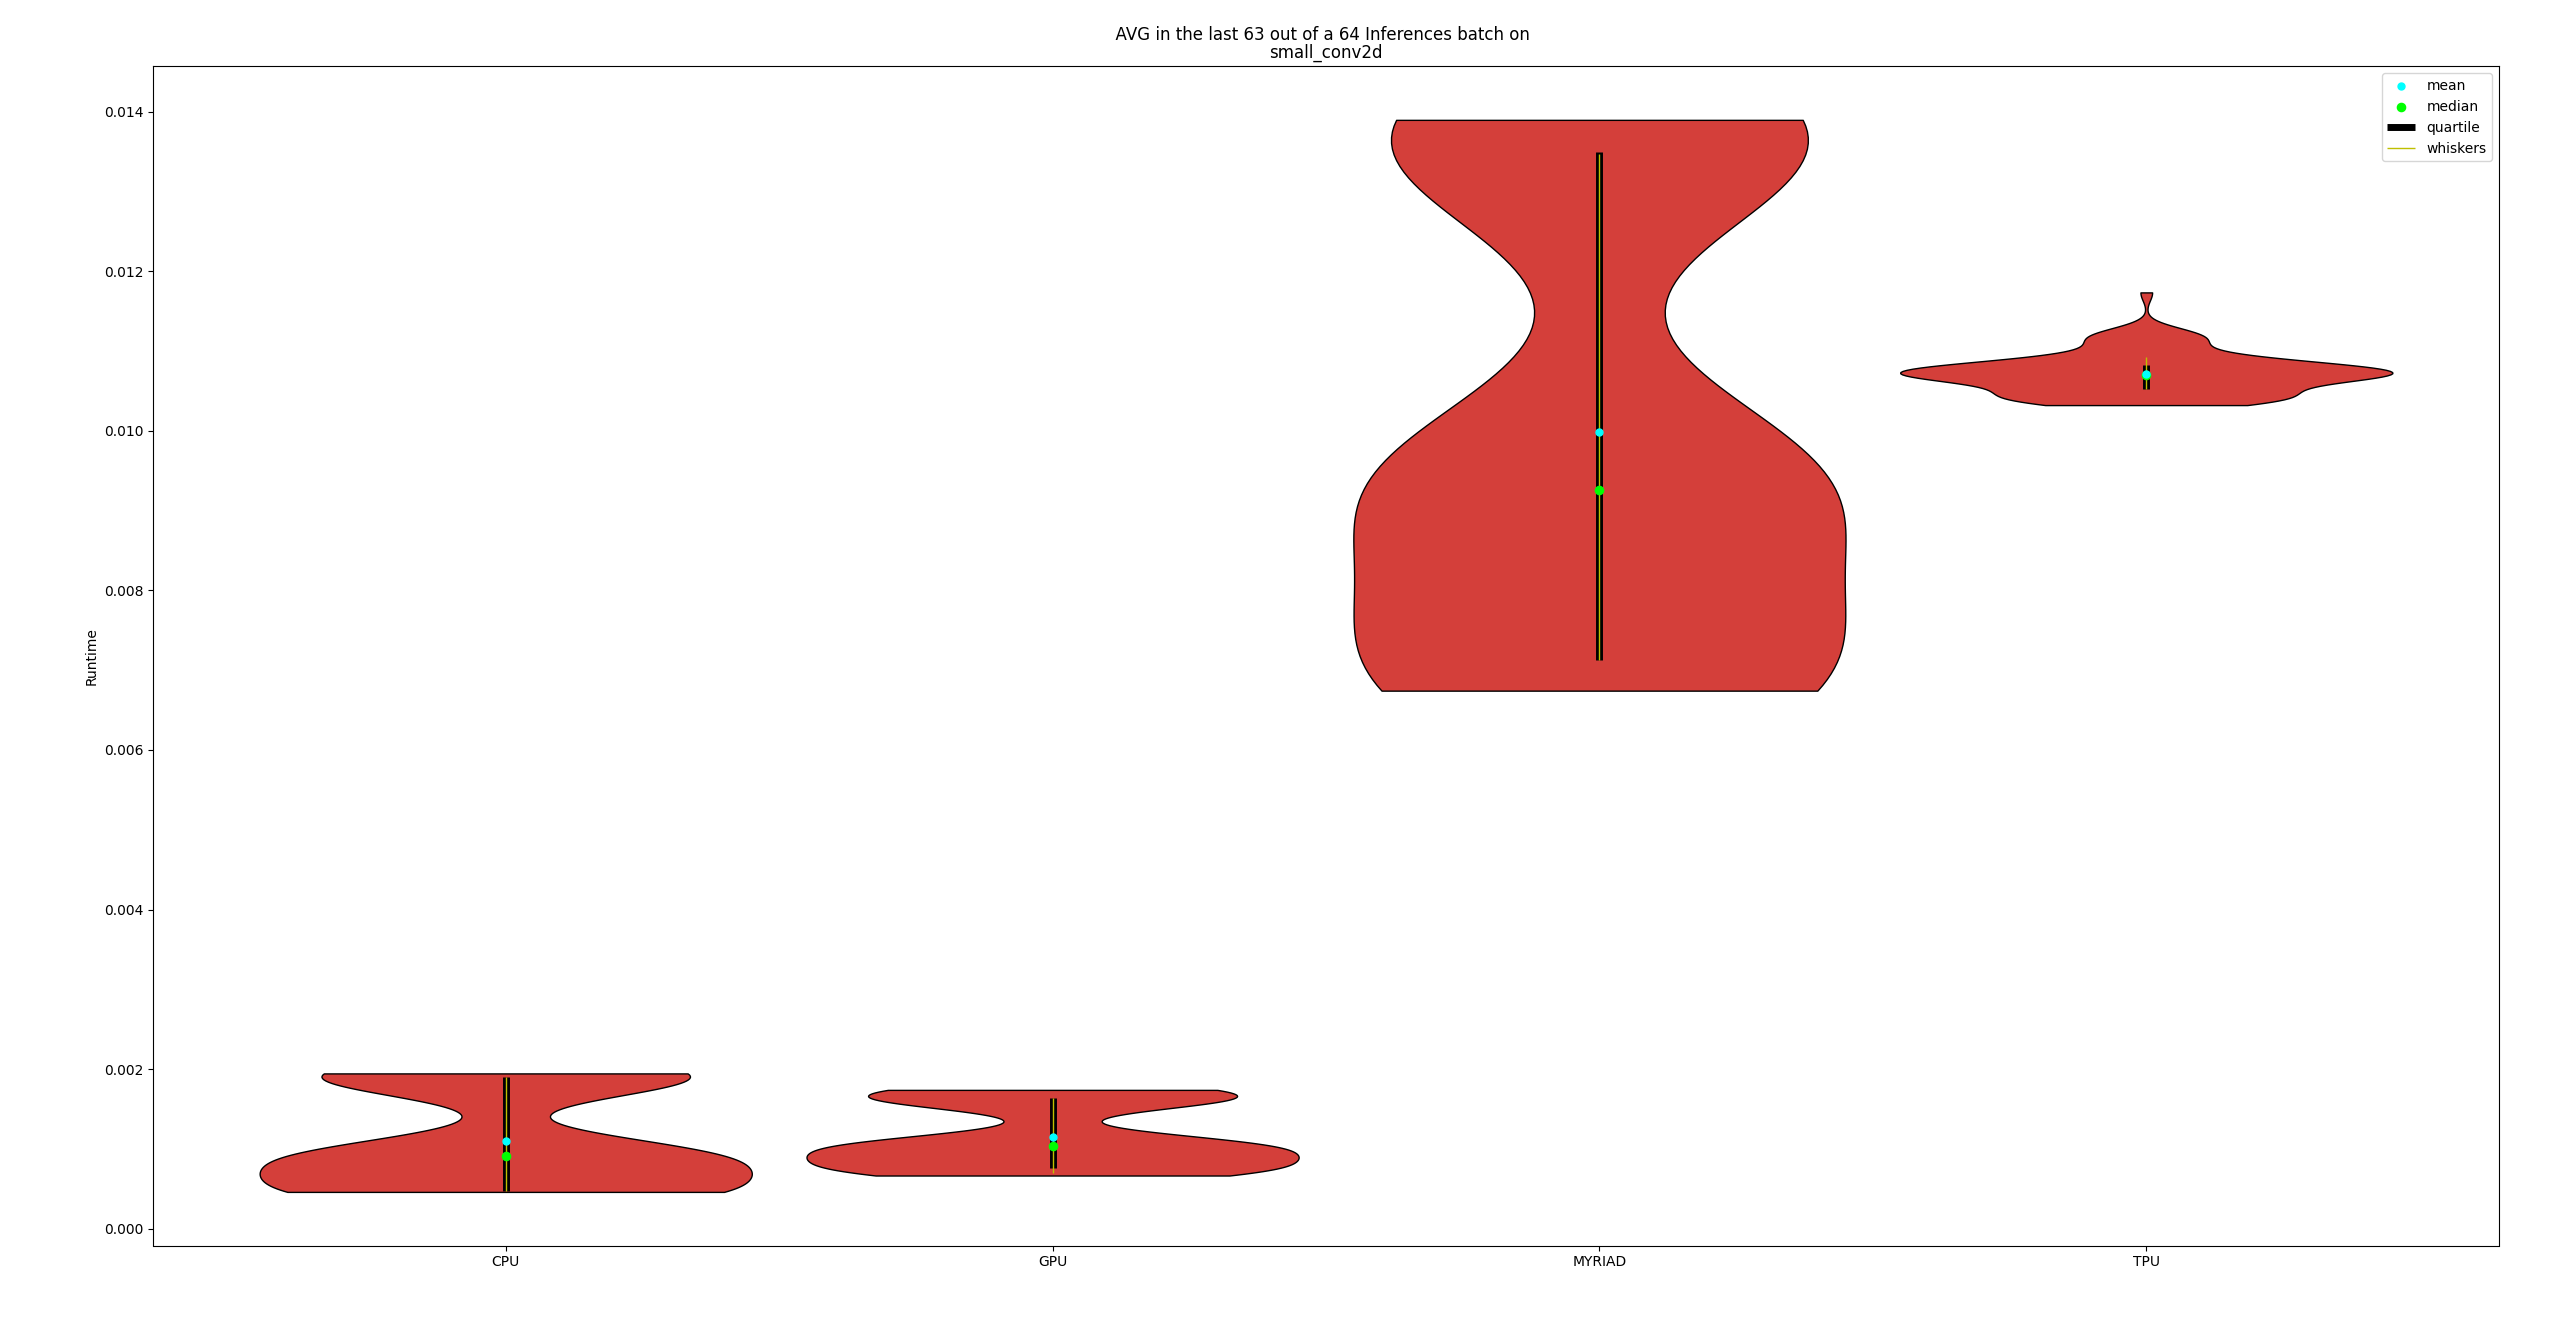 AVG in the last 63 out of a 64 Inferences batch on
small_conv2d
mean
median
quartile
whiskers
0.014
0.012
0.010
0.008
0.006
0.004
0.002
0.000
Runtime
CPU GPU MYRIAD TPU